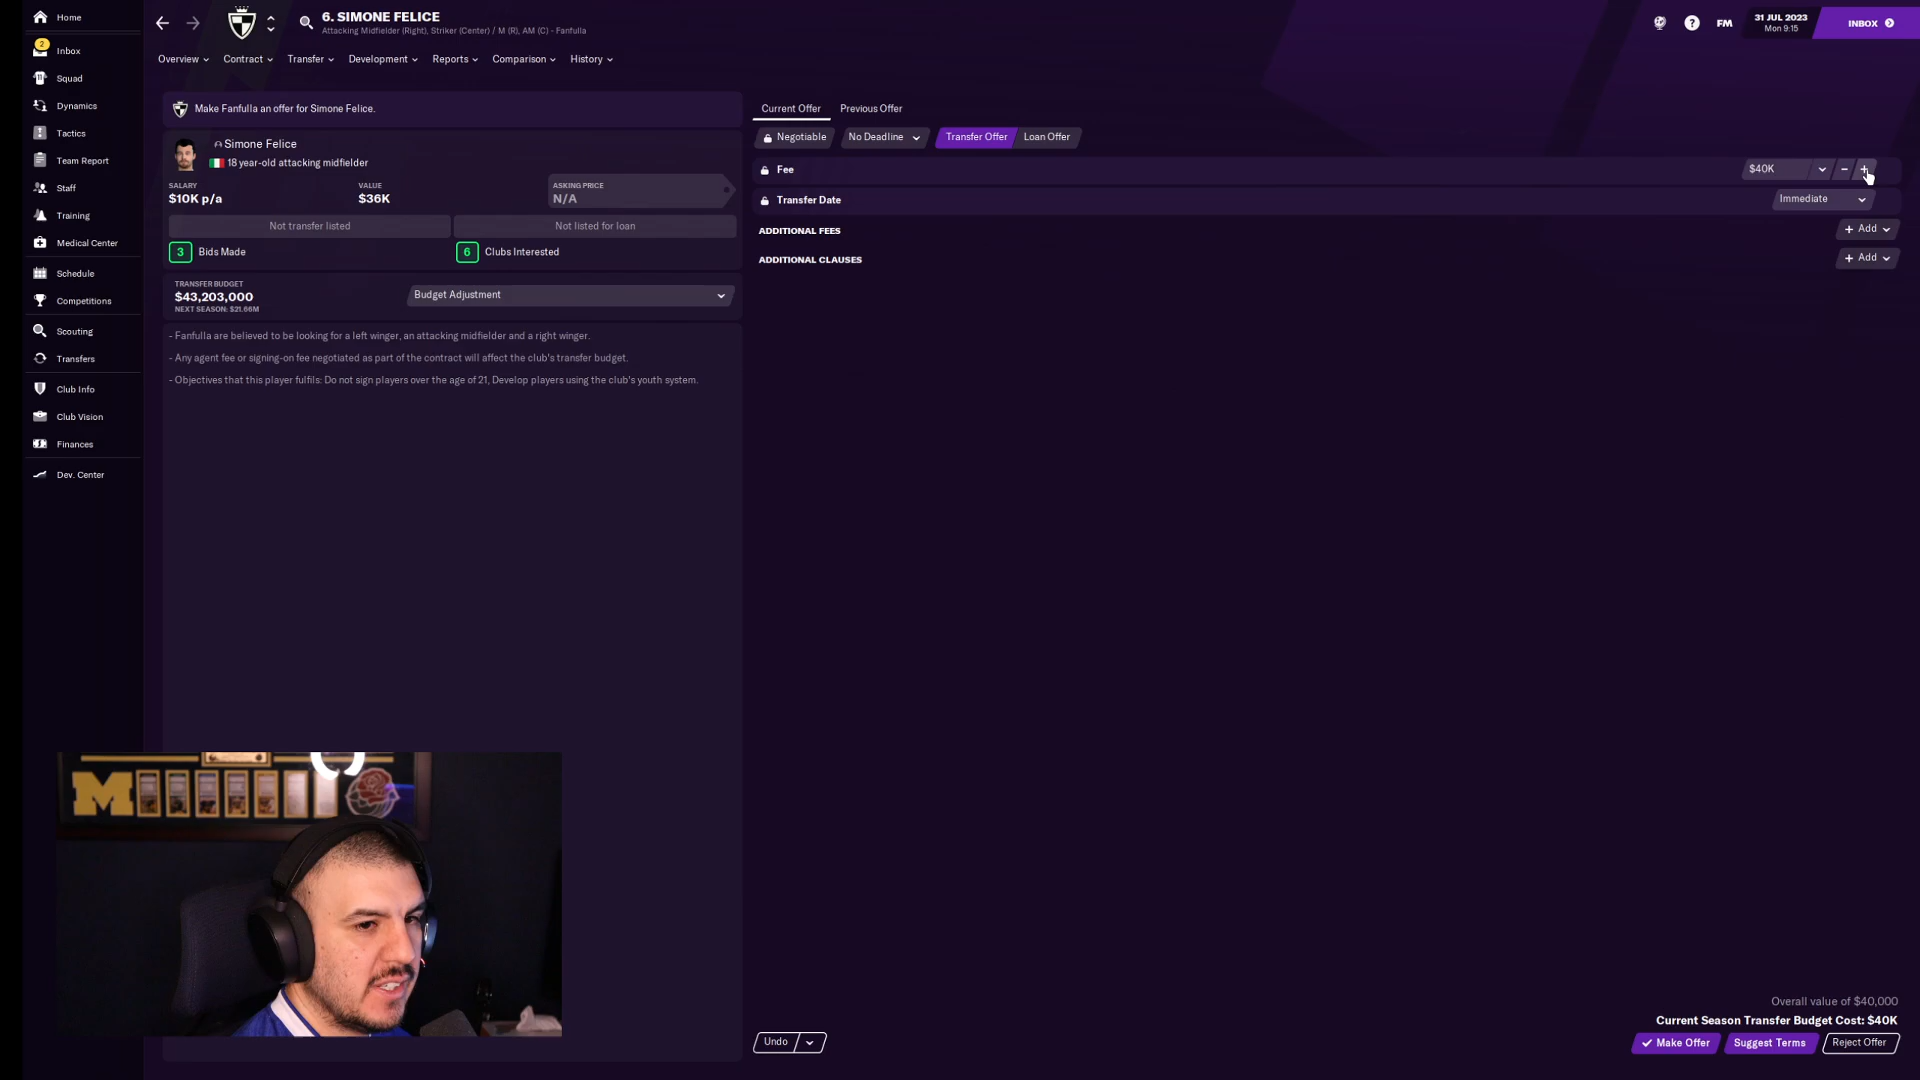 Home
2
Inbox
Squad
Dynamics
Tactics
Team Report
Staff
Training
Medical Center
Schedule
Competitions
Scouting
Transfers
Club Info
Club Vision
Finances
Dev. Center
6. SIMONE FELICE
Attacking Midfielder (Right), Striker (Center) / M (R), AM (C) - Fanfulla
FM
31 JUL 2023
Mon 9:15
INBOX
Overview
Contract
Transfer
Development
Reports
Comparison
History
Make Fanfulla an offer for Simone Felice.
Simone Felice
18 year-old attacking midfielder
SALARY
$10K p/a
VALUE
$36K
ASKING PRICE
N/A
Not transfer listed
Not listed for loan
3 Bids Made
6 Clubs Interested
TRANSFER BUDGET
$43,203,000
NEXT SEASON: $21.66M
Budget Adjustment
- Fanfulla are believed to be looking for a left winger, an attacking midfielder and a right winger.
- Any agent fee or signing-on fee negotiated as part of the contract will affect the club's transfer budget.
- Objectives that this player fulfils: Do not sign players over the age of 21, Develop players using the club's youth system.
Current Offer
Previous Offer
Negotiable
No Deadline
Transfer Offer
Loan Offer
Fee
$40K
Transfer Date
Immediate
ADDITIONAL FEES
+ Add
ADDITIONAL CLAUSES
+ Add
M
Undo
Overall value of $40,000
Current Season Transfer Budget Cost: $40K
Make Offer
Suggest Terms
Reject Offer